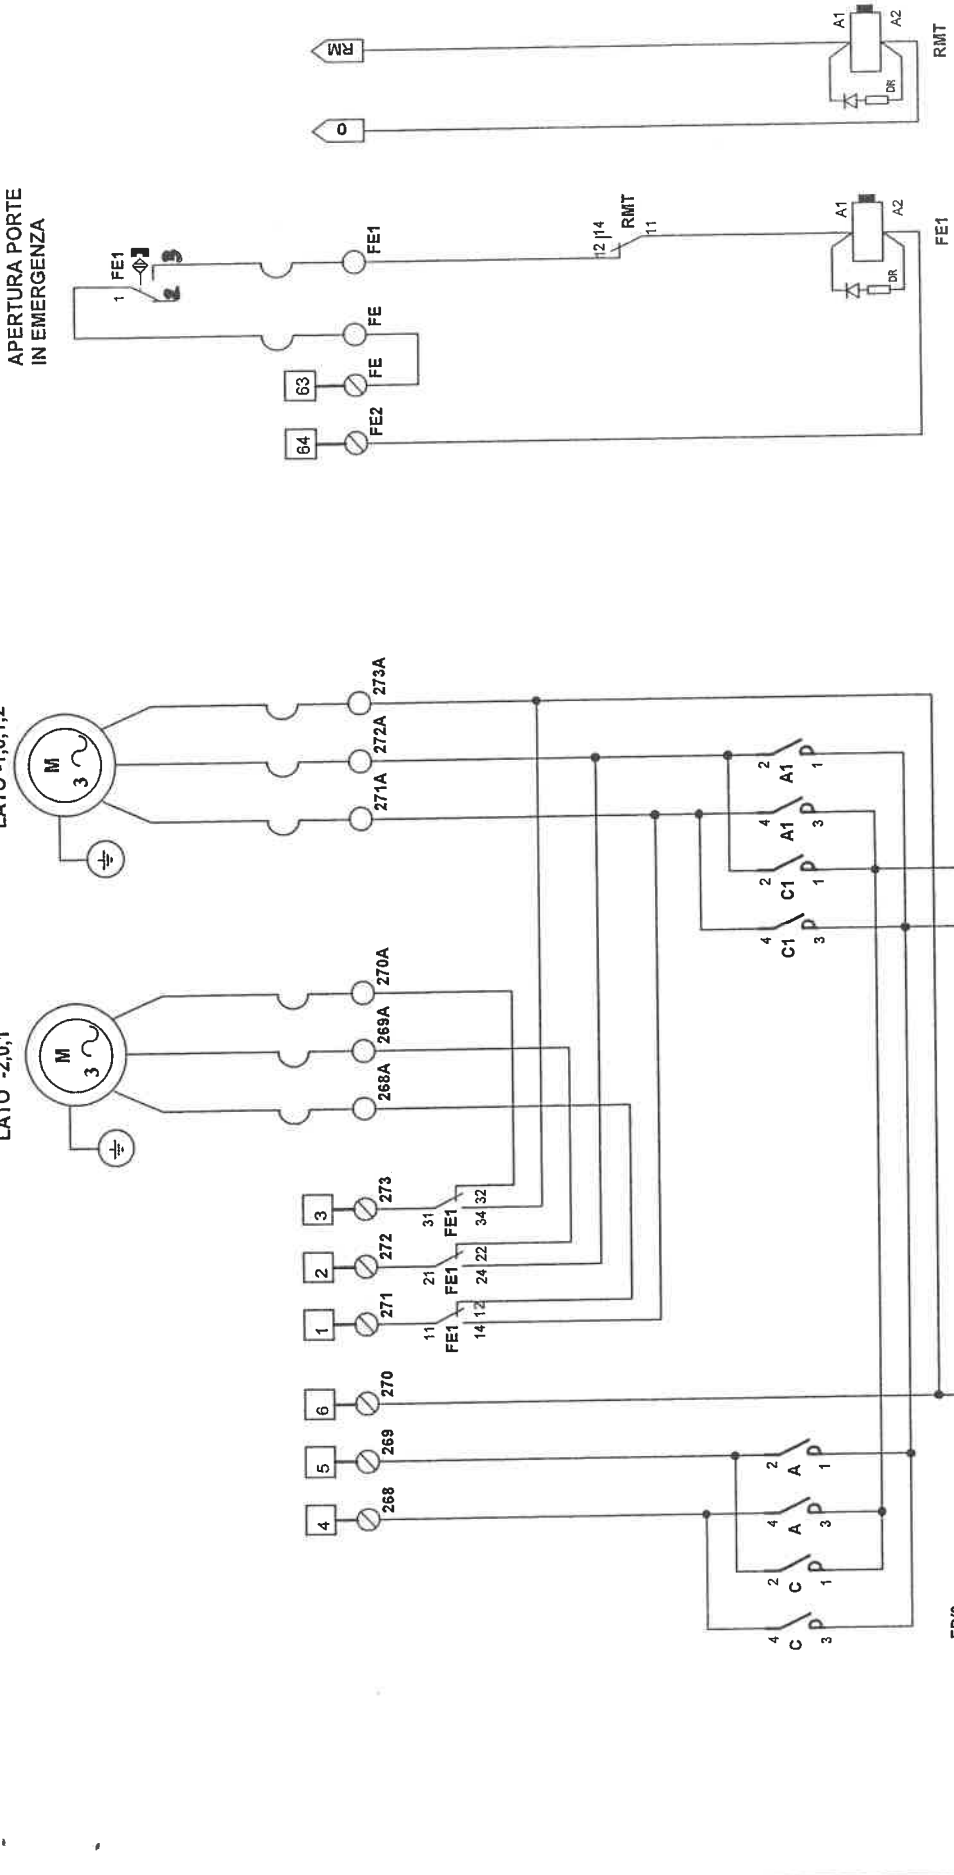 APERTURA PORTE
IN EMERGENZA
RM
0
A1
A2
DR
RMT
FE1
1
2
3
FE1
FE
FE
FE2
63
64
12 |14
RMT
11
A1
A2
DR
FE1
M
3
273A
272A
271A
2
A1
1
4
A1
3
2
C1
1
4
C1
3
LATO -2,0,1
M
3
270A
269A
268A
3
273
31
FE1
34
32
2
272
21
FE1
24
22
1
271
11
FE1
14
12
6
270
5
269
4
268
2
A
1
4
A
3
2
C
1
4
C
3